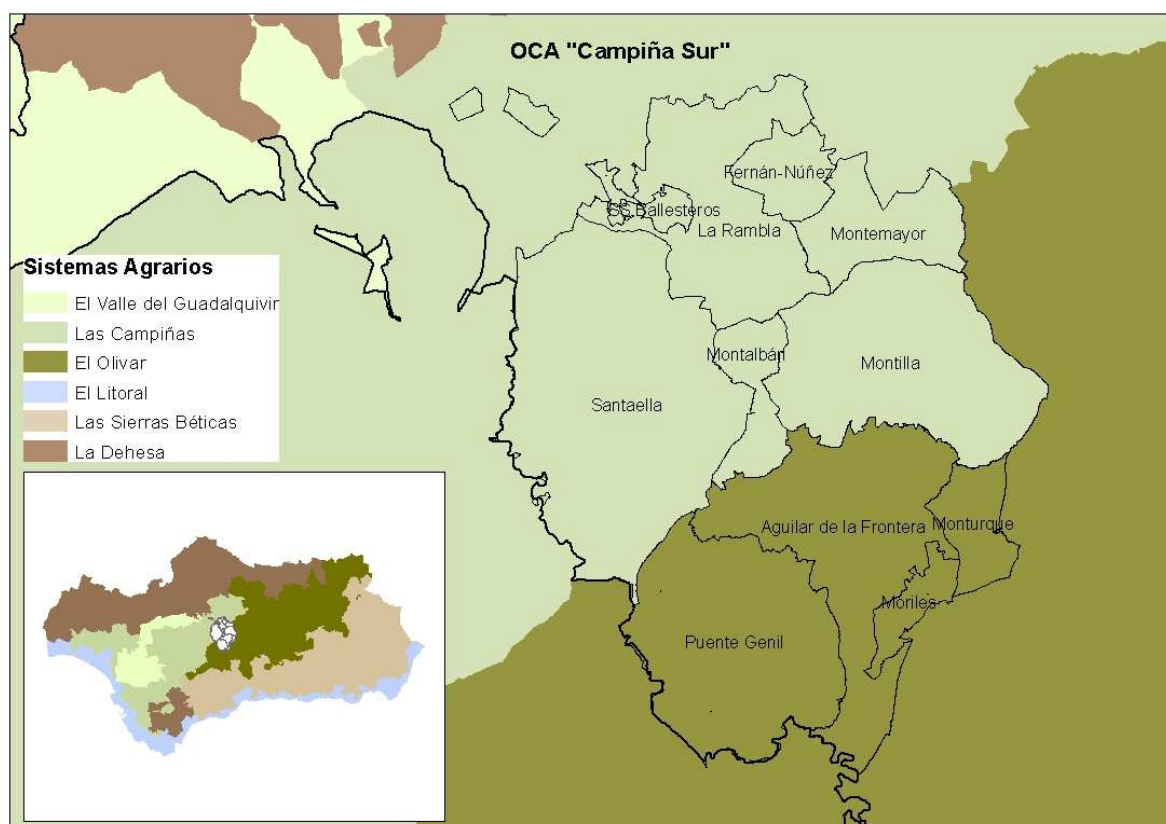 OCA "Campiña Sur"
Fernán-Núñez
SS Ballesteros
La Rambla
Montemayor
Sistemas Agrarios
El Valle del Guadalquivir
Las Campiñas
El Olivar
El Litoral
Las Sierras Béticas
La Dehesa
Montalbán
Montilla
Santaella
Aguilar de la Frontera
Monturque
Moriles
Puente Genil